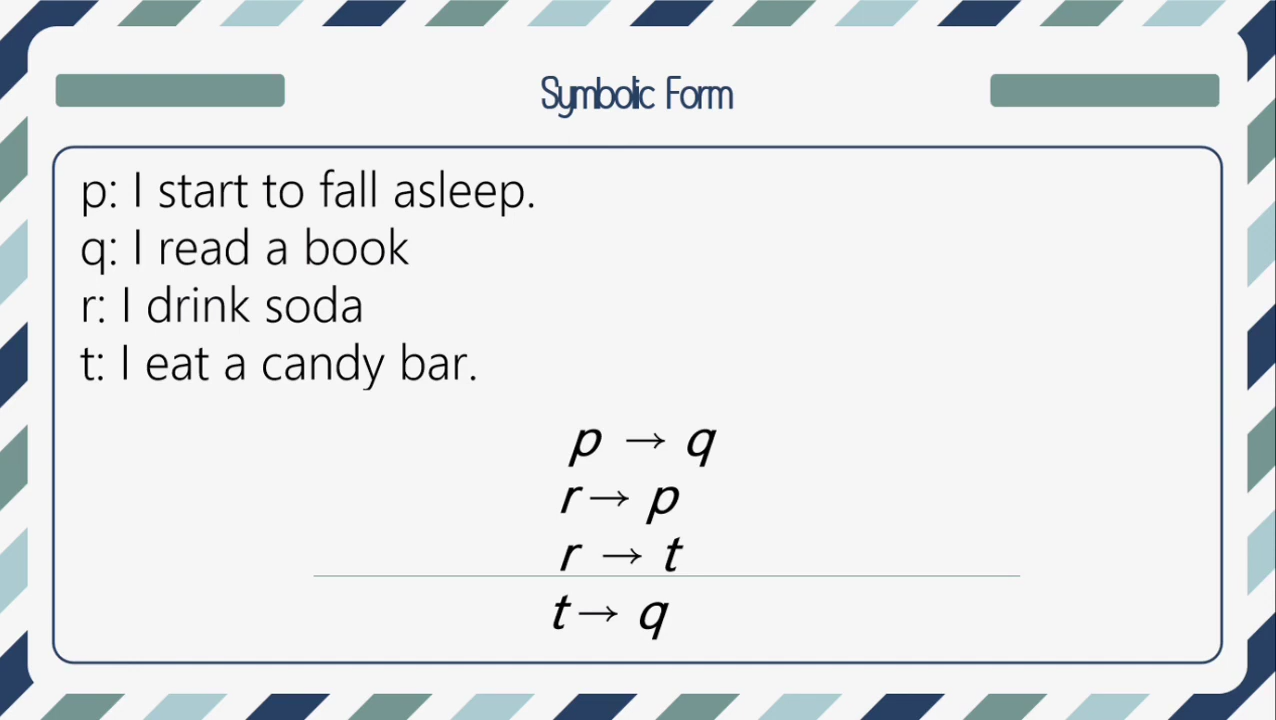 Symbolic Form
p: I start to fall asleep.
q: I read a book
r: I drink soda
t: I eat a candy bar.
p → q
r → p
r → t
t → q